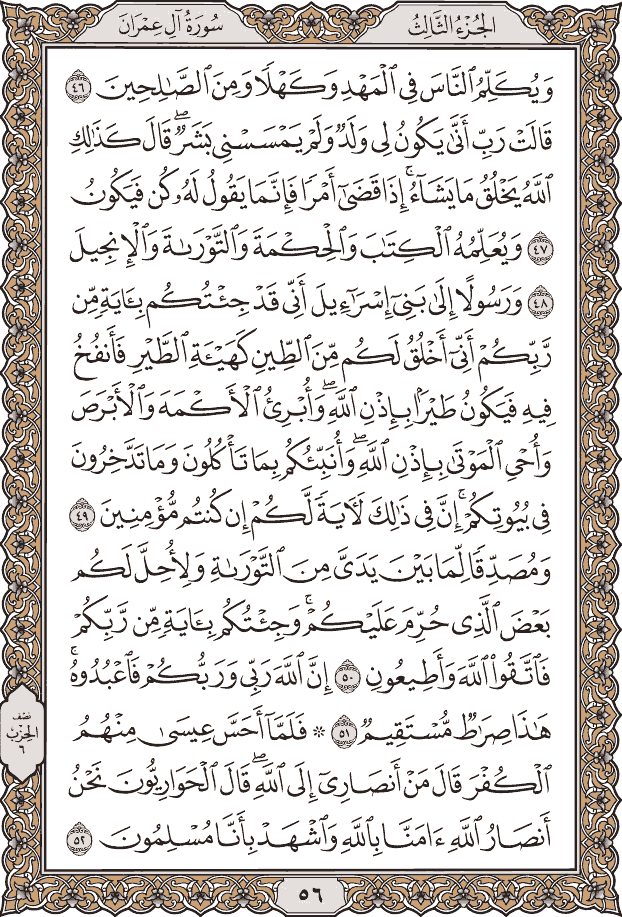 الجُزْءُ الثَّالِثُ
سُورَةُ آلِ عِمْرَانَ
وَيُكَلِّمُ ٱلنَّاسَ فِي ٱلْمَهْدِ وَكَهْلًا وَمِنَ ٱلصَّٰلِحِينَ ٤٦
قَالَتْ رَبِّ أَنَّىٰ يَكُونُ لِي وَلَدٌ وَلَمْ يَمْسَسْنِي بَشَرٌۖ قَالَ كَذَٰلِكِ
ٱللَّهُ يَخْلُقُ مَا يَشَآءُۚ إِذَا قَضَىٰٓ أَمْرًا فَإِنَّمَا يَقُولُ لَهُۥ كُن فَيَكُونُ
٤٧ وَيُعَلِّمُهُ ٱلْكِتَٰبَ وَٱلْحِكْمَةَ وَٱلتَّوْرَىٰةَ وَٱلْإِنجِيلَ
٤٨ وَرَسُولًا إِلَىٰ بَنِيٓ إِسْرَٰٓءِيلَ أَنِّي قَدْ جِئْتُكُم بِـَٔايَةٍ مِّن
رَّبِّكُمْ أَنِّيٓ أَخْلُقُ لَكُم مِّنَ ٱلطِّينِ كَهَيْـَٔةِ ٱلطَّيْرِ فَأَنفُخُ
فِيهِ فَيَكُونُ طَيْرًۢا بِإِذْنِ ٱللَّهِۖ وَأُبْرِئُ ٱلْأَكْمَهَ وَٱلْأَبْرَصَ
وَأُحْيِ ٱلْمَوْتَىٰ بِإِذْنِ ٱللَّهِۖ وَأُنَبِّئُكُم بِمَا تَأْكُلُونَ وَمَا تَدَّخِرُونَ
فِي بُيُوتِكُمْۚ إِنَّ فِي ذَٰلِكَ لَـَٔايَةً لَّكُمْ إِن كُنتُم مُّؤْمِنِينَ ٤٩
وَمُصَدِّقًا لِّمَا بَيْنَ يَدَيَّ مِنَ ٱلتَّوْرَىٰةِ وَلِأُحِلَّ لَكُم
بَعْضَ ٱلَّذِي حُرِّمَ عَلَيْكُمْۚ وَجِئْتُكُم بِـَٔايَةٍ مِّن رَّبِّكُمْ
فَٱتَّقُوا۟ ٱللَّهَ وَأَطِيعُونِ ٥٠ إِنَّ ٱللَّهَ رَبِّي وَرَبُّكُمْ فَٱعْبُدُوهُۚ
هَٰذَا صِرَٰطٌ مُّسْتَقِيمٌ ٥١ ۞ فَلَمَّآ أَحَسَّ عِيسَىٰ مِنْهُمُ
ٱلْكُفْرَ قَالَ مَنْ أَنصَارِيٓ إِلَى ٱللَّهِۖ قَالَ ٱلْحَوَارِيُّونَ نَحْنُ
أَنصَارُ ٱللَّهِ ءَامَنَّا بِٱللَّهِ وَٱشْهَدْ بِأَنَّا مُسْلِمُونَ ٥٢
نصف
الحزب
٦
٥٦